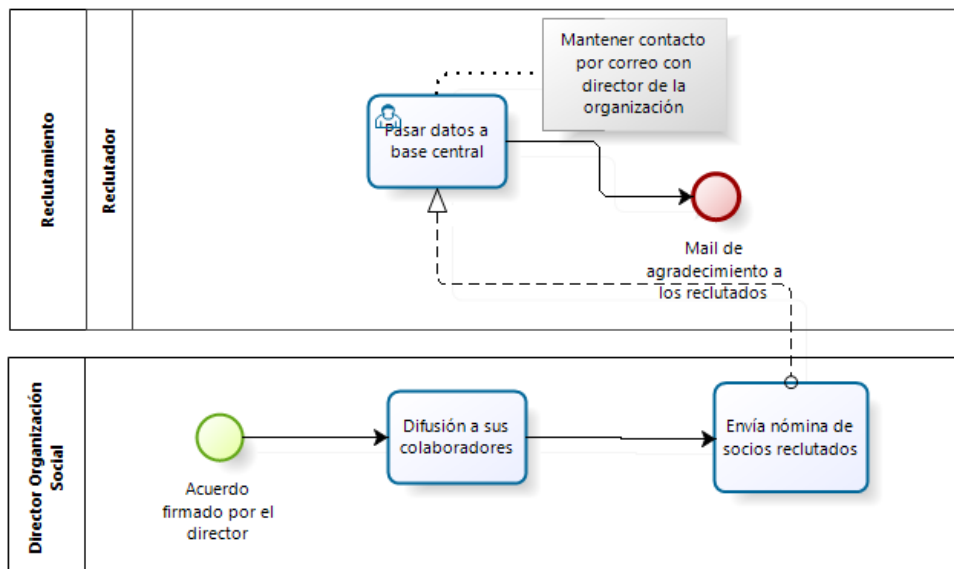 Reclutamiento
Reclutador
Mantener contacto
por correo con
director de la
organización
Pasar datos a
base central
Mail de
agradecimiento a
los reclutados
Director Organización
Social
Acuerdo
firmado por el
director
Difusión a sus
colaboradores
Envía nómina de
socios reclutados